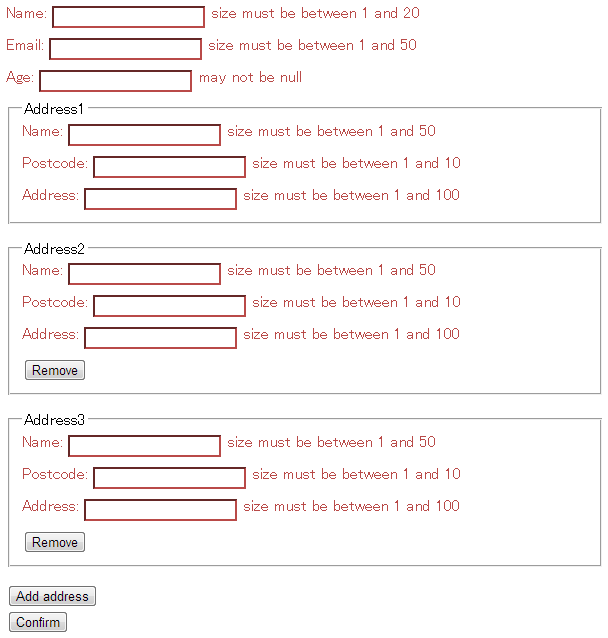 Name: size must be between 1 and 20
Email: size must be between 1 and 50
Age: may not be null
Address1
Name: size must be between 1 and 50
Postcode: size must be between 1 and 10
Address: size must be between 1 and 100
Address2
Name: size must be between 1 and 50
Postcode: size must be between 1 and 10
Address: size must be between 1 and 100
Remove
Address3
Name: size must be between 1 and 50
Postcode: size must be between 1 and 10
Address: size must be between 1 and 100
Remove
Add address
Confirm